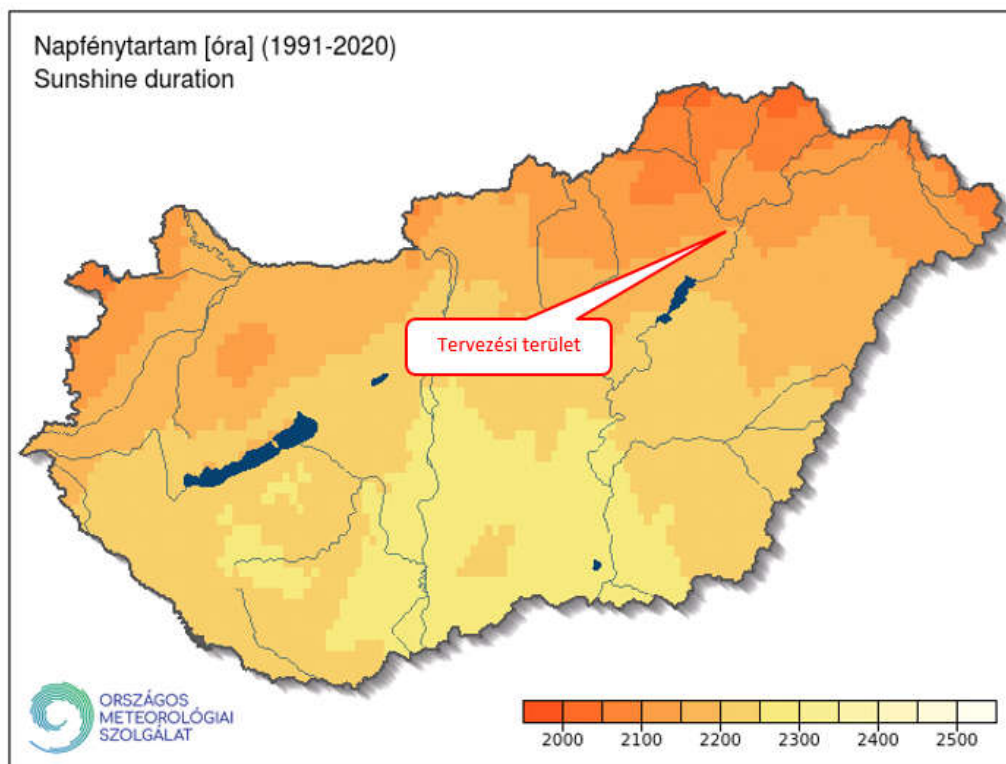 Napfénytartam [óra] (1991-2020)
Sunshine duration
Tervezési terület
ORSZÁGOS
METEOROLÓGIAI
SZOLGÁLAT
2000 2100 2200 2300 2400 2500